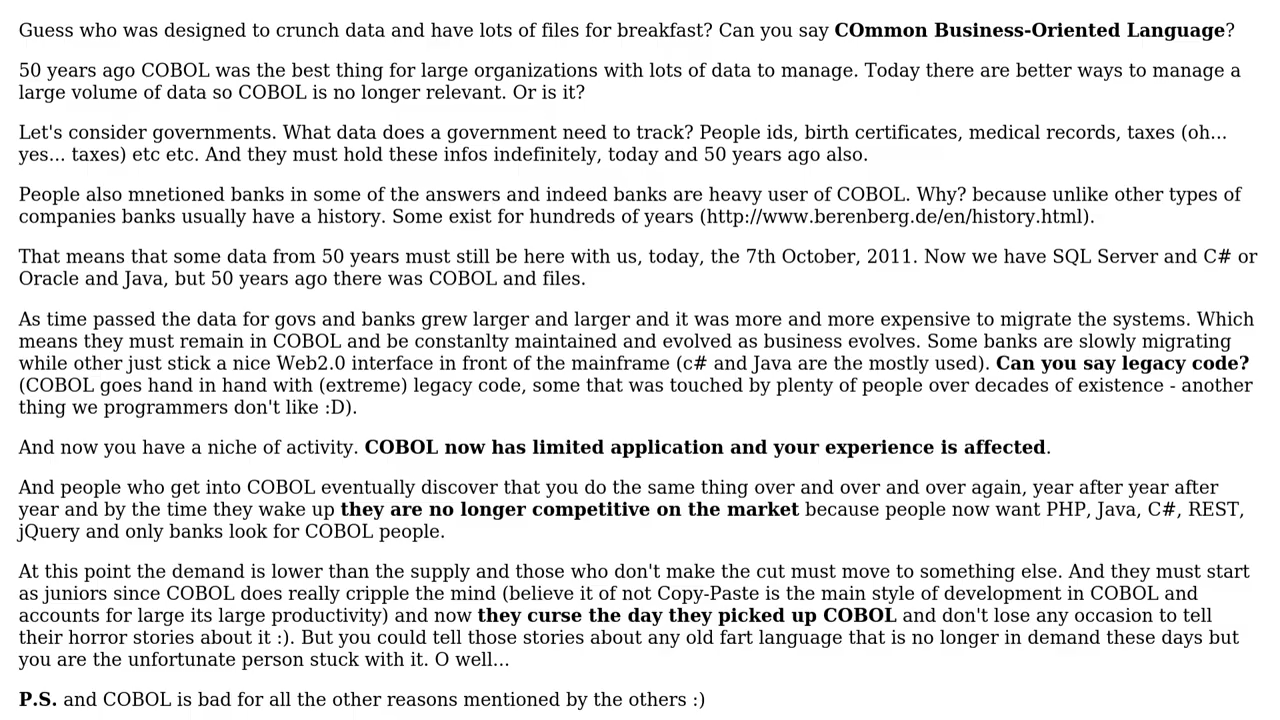 Guess who was designed to crunch data and have lots of files for breakfast? Can you say COmmon Business-Oriented Language?
50 years ago COBOL was the best thing for large organizations with lots of data to manage. Today there are better ways to manage a
large volume of data so COBOL is no longer relevant. Or is it?
Let's consider governments. What data does a government need to track? People ids, birth certificates, medical records, taxes (oh...
yes... taxes) etc etc. And they must hold these infos indefinitely, today and 50 years ago also.
People also mnetioned banks in some of the answers and indeed banks are heavy user of COBOL. Why? because unlike other types of
companies banks usually have a history. Some exist for hundreds of years (http://www.berenberg.de/en/history.html).
That means that some data from 50 years must still be here with us, today, the 7th October, 2011. Now we have SQL Server and C# or
Oracle and Java, but 50 years ago there was COBOL and files.
As time passed the data for govs and banks grew larger and larger and it was more and more expensive to migrate the systems. Which
means they must remain in COBOL and be constanlty maintained and evolved as business evolves. Some banks are slowly migrating
while other just stick a nice Web2.0 interface in front of the mainframe (c# and Java are the mostly used). Can you say legacy code?
(COBOL goes hand in hand with (extreme) legacy code, some that was touched by plenty of people over decades of existence - another
thing we programmers don't like :D).
And now you have a niche of activity. COBOL now has limited application and your experience is affected.
And people who get into COBOL eventually discover that you do the same thing over and over and over again, year after year after
year and by the time they wake up they are no longer competitive on the market because people now want PHP, Java, C#, REST,
jQuery and only banks look for COBOL people.
At this point the demand is lower than the supply and those who don't make the cut must move to something else. And they must start
as juniors since COBOL does really cripple the mind (believe it of not Copy-Paste is the main style of development in COBOL and
accounts for large its large productivity) and now they curse the day they picked up COBOL and don't lose any occasion to tell
their horror stories about it :). But you could tell those stories about any old fart language that is no longer in demand these days but
you are the unfortunate person stuck with it. O well...
P.S. and COBOL is bad for all the other reasons mentioned by the others :)